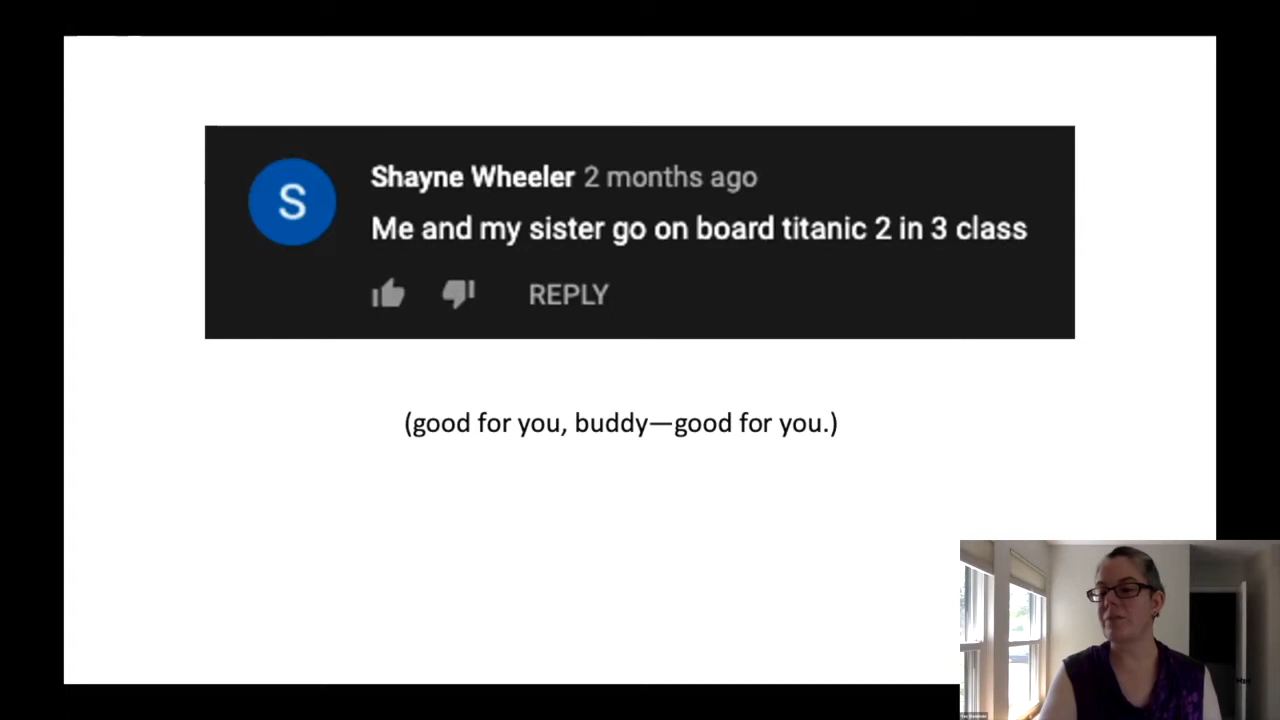 S
Shayne Wheeler 2 months ago
Me and my sister go on board titanic 2 in 3 class
REPLY
(good for you, buddy—good for you.)